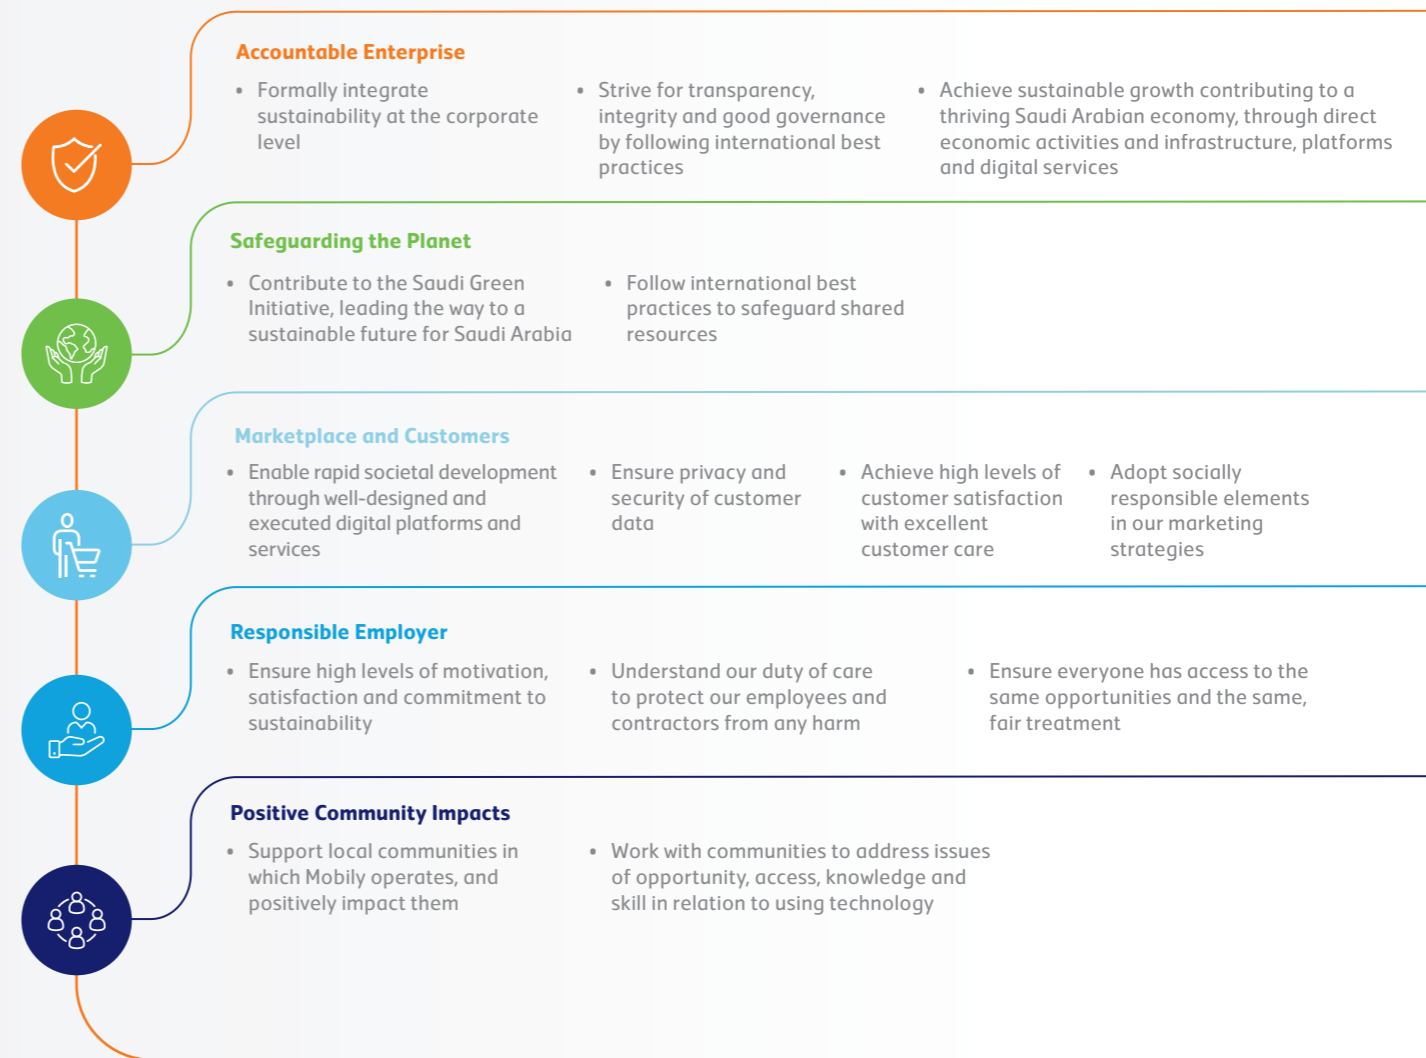 Accountable Enterprise
• Formally integrate
sustainability at the corporate
level
• Strive for transparency,
integrity and good governance
by following international best
practices
• Achieve sustainable growth contributing to a
thriving Saudi Arabian economy, through direct
economic activities and infrastructure, platforms
and digital services
Safeguarding the Planet
• Contribute to the Saudi Green
Initiative, leading the way to a
sustainable future for Saudi Arabia
• Follow international best
practices to safeguard shared
resources
Marketplace and Customers
• Enable rapid societal development
through well-designed and
executed digital platforms and
services
• Ensure privacy and
security of customer
data
• Achieve high levels of
customer satisfaction
with excellent
customer care
• Adopt socially
responsible elements
in our marketing
strategies
Responsible Employer
• Ensure high levels of motivation,
satisfaction and commitment to
sustainability
• Understand our duty of care
to protect our employees and
contractors from any harm
• Ensure everyone has access to the
same opportunities and the same,
fair treatment
Positive Community Impacts
• Support local communities in
which Mobily operates, and
positively impact them
• Work with communities to address issues
of opportunity, access, knowledge and
skill in relation to using technology